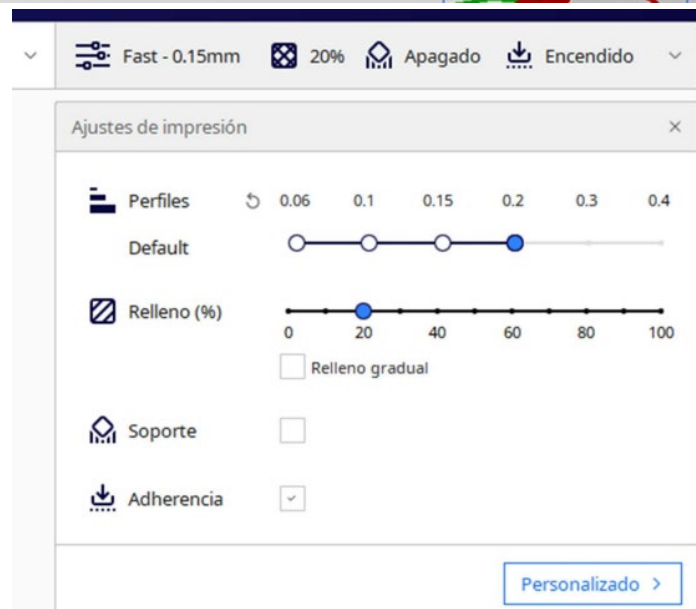 Fast - 0.15mm 20% Apagado Encendido
Ajustes de impresión
Perfiles 0.06 0.1 0.15 0.2 0.3 0.4
Default
Relleno (%)
0 20 40 60 80 100
Relleno gradual
Soporte
Adherencia
Personalizado